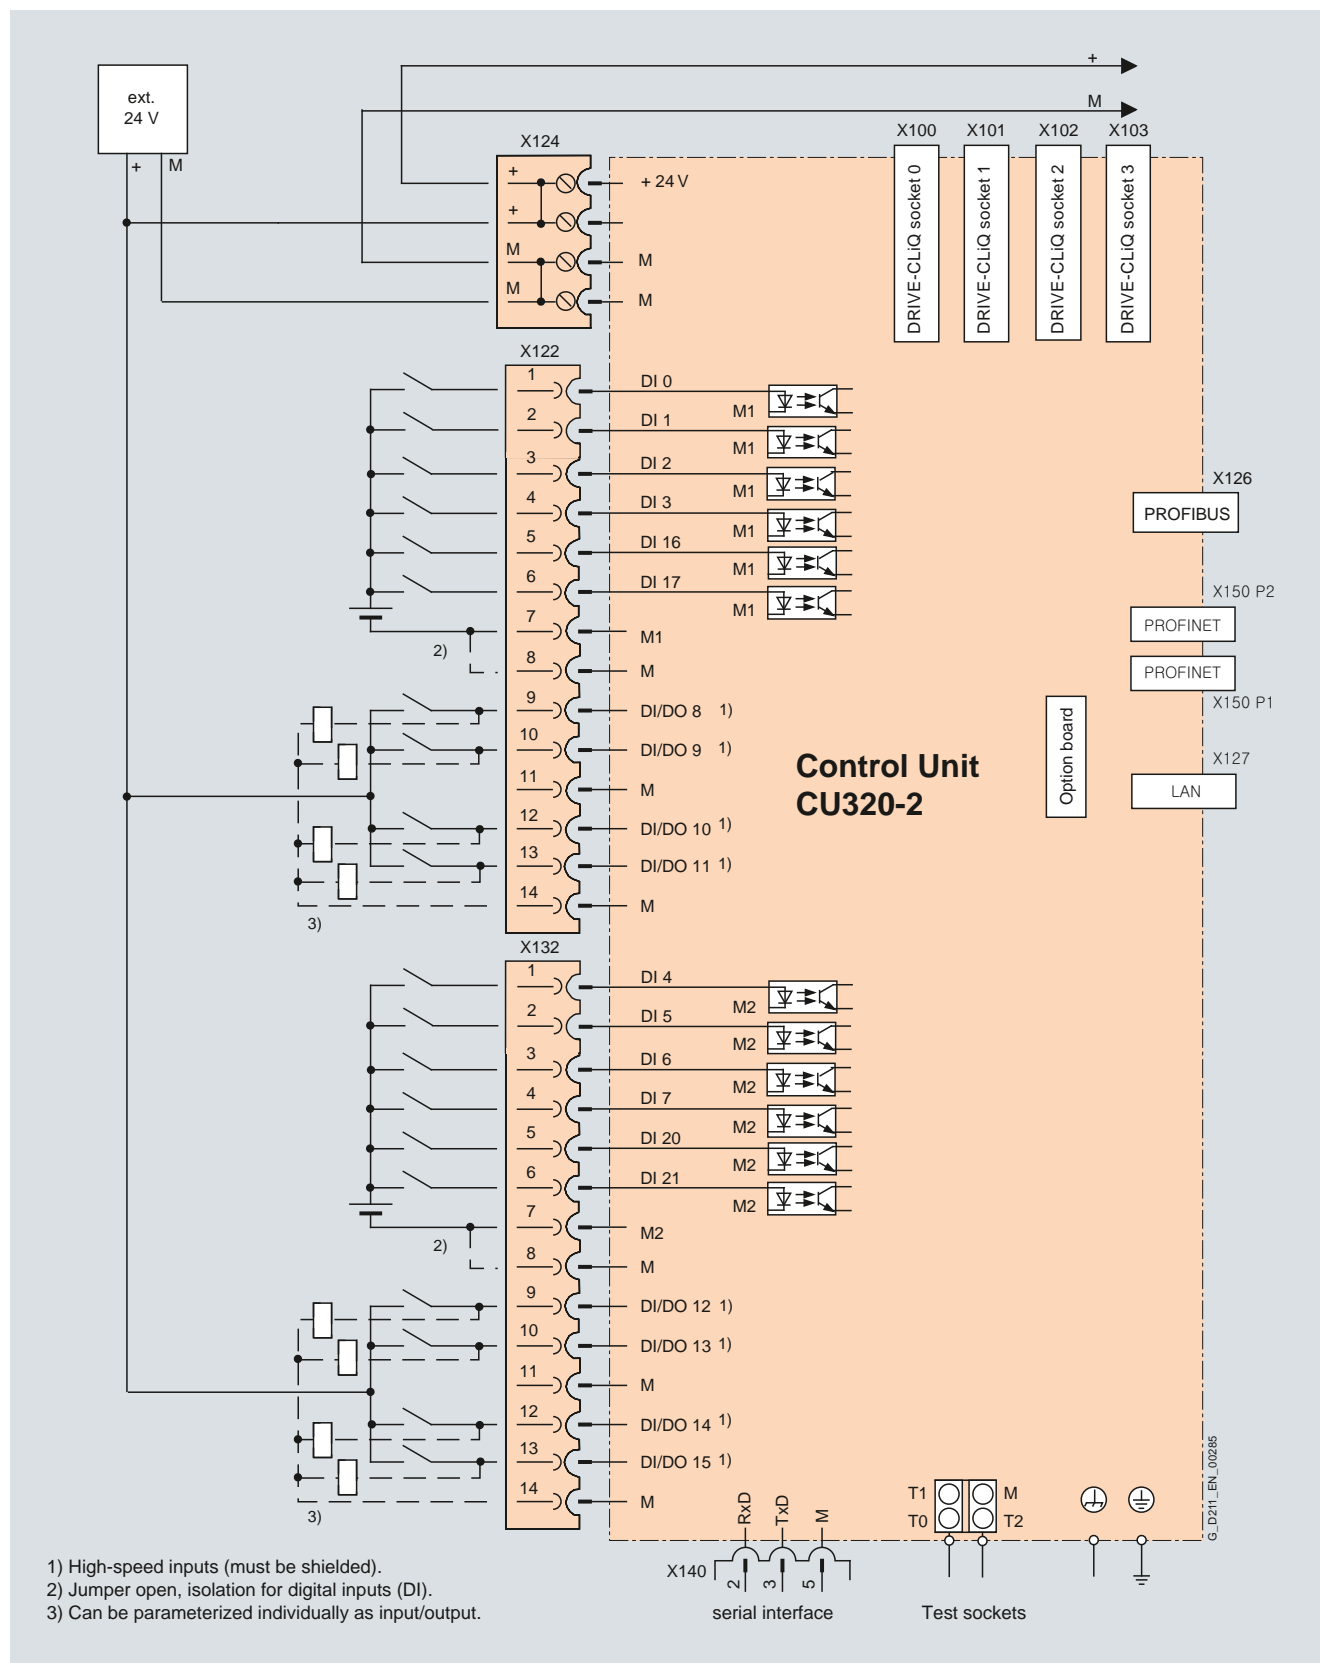 ext.
24 V
+ M
+
M
X124
+
+
M
M
+ 24 V
M
M
X100 X101 X102 X103
DRIVE-CLiQ socket 0
DRIVE-CLiQ socket 1
DRIVE-CLiQ socket 2
DRIVE-CLiQ socket 3
X122
1 DI 0 M1
2 DI 1 M1
3 DI 2 M1
4 DI 3 M1
5 DI 16 M1
6 DI 17 M1
7 M1
2)
8 M
9 DI/DO 8 1)
10 DI/DO 9 1)
11 M
12 DI/DO 10 1)
13 DI/DO 11 1)
14 M
3)
X126
PROFIBUS
X150 P2
PROFINET
PROFINET
X150 P1
Option board
X127
LAN
Control Unit
CU320-2
X132
1 DI 4 M2
2 DI 5 M2
3 DI 6 M2
4 DI 7 M2
5 DI 20 M2
6 DI 21 M2
7 M2
2)
8 M
9 DI/DO 12 1)
10 DI/DO 13 1)
11 M
12 DI/DO 14 1)
13 DI/DO 15 1)
14 M
3)
RxD
TxD
M
X140
2
3
5
serial interface
T1 M
T0 T2
Test sockets
G_D211_EN_00285
1) High-speed inputs (must be shielded).
2) Jumper open, isolation for digital inputs (DI).
3) Can be parameterized individually as input/output.